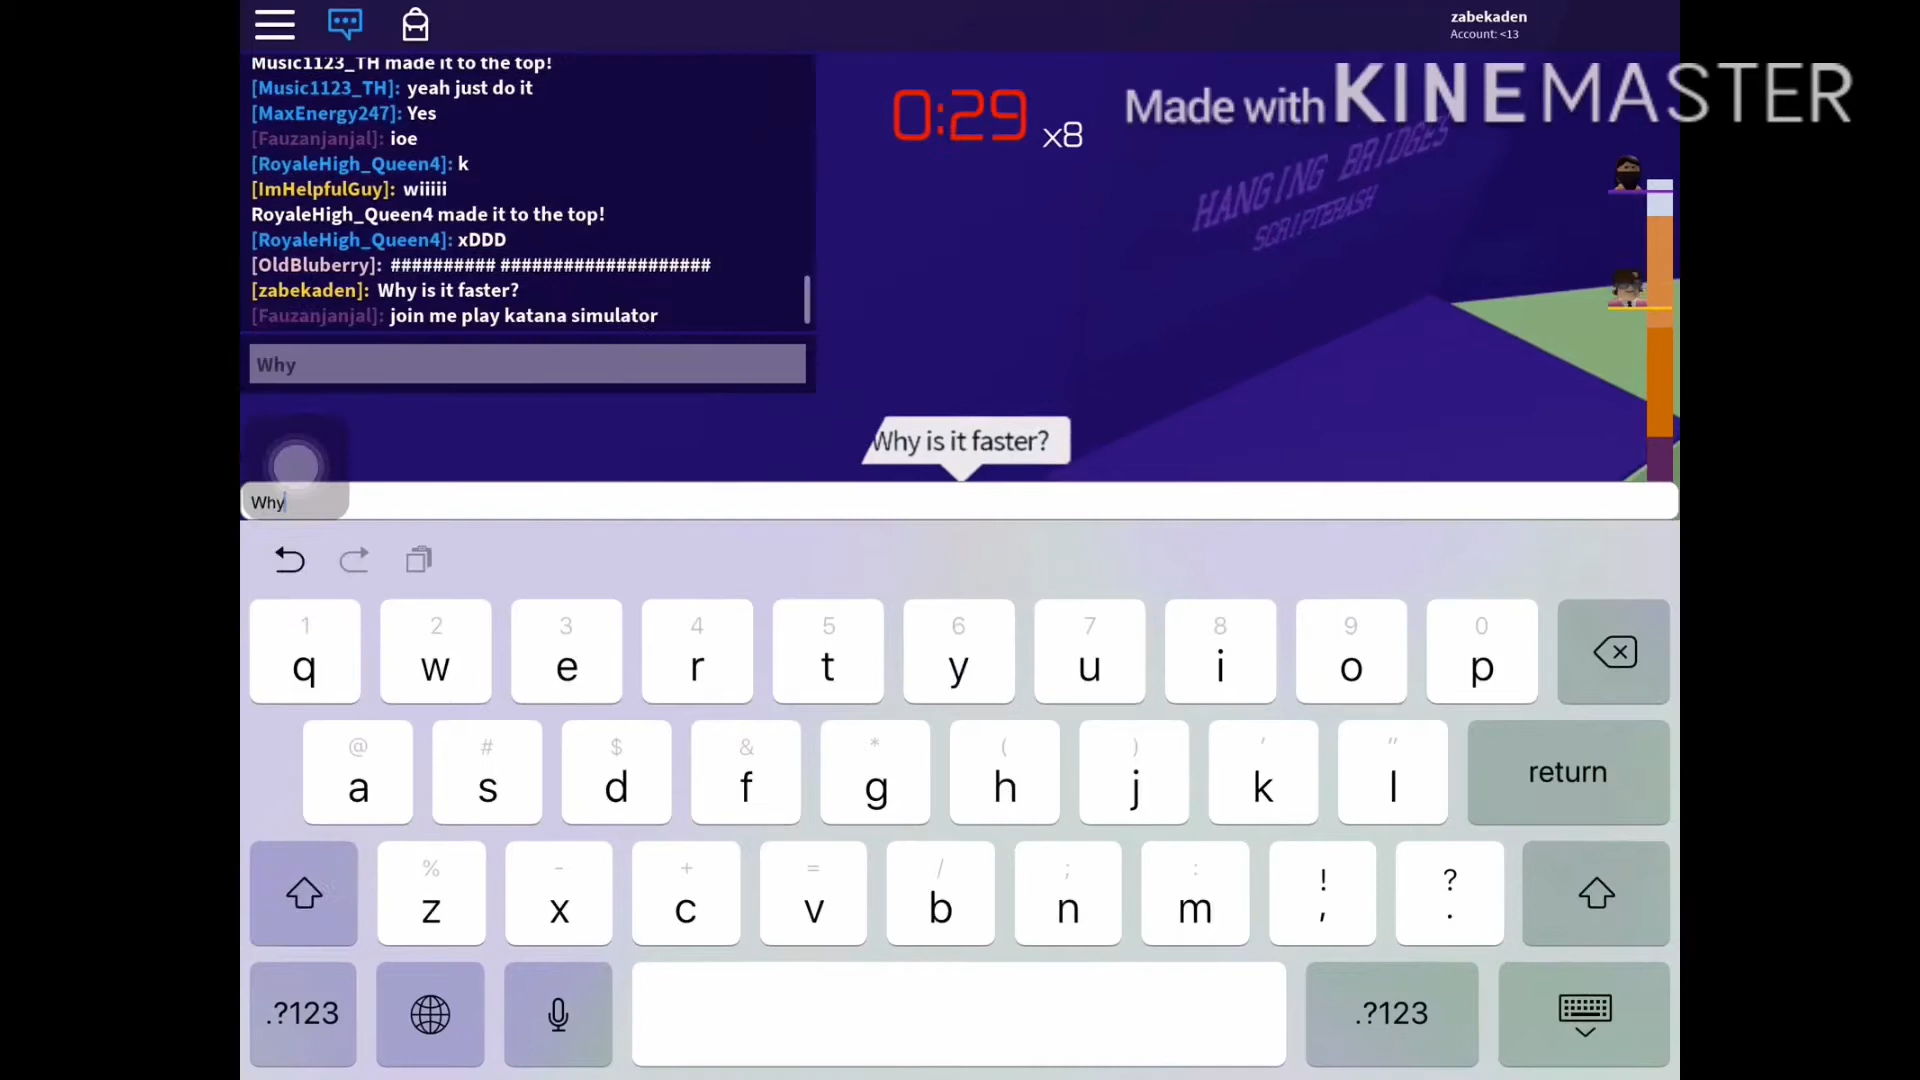 zabekaden
Account: <13
Music1123_TH made it to the top!
[Music1123_TH]: yeah just do it
[MaxEnergy247]: Yes
[Fauzanjanjal]: ioe
[RoyaleHigh_Queen4]: k
[ImHelpfulGuy]: wiiiii
RoyaleHigh_Queen4 made it to the top!
[RoyaleHigh_Queen4]: xDDD
[OldBluberry]: ########## ####################
[zabekaden]: Why is it faster?
[Fauzanjanjal]: join me play katana simulator
Why
0:29 x8
Made with KINEMASTER
HANGING BRIDGES
SCRIPTERASH
Why is it faster?
Why
1 2 3 4 5 6 7 8 9 0
q w e r t y u i o p
@ # $ & * ( ) ' "
a s d f g h j k l return
% - + = / ; : ! ?
z x c v b n m , .
.?123 .?123